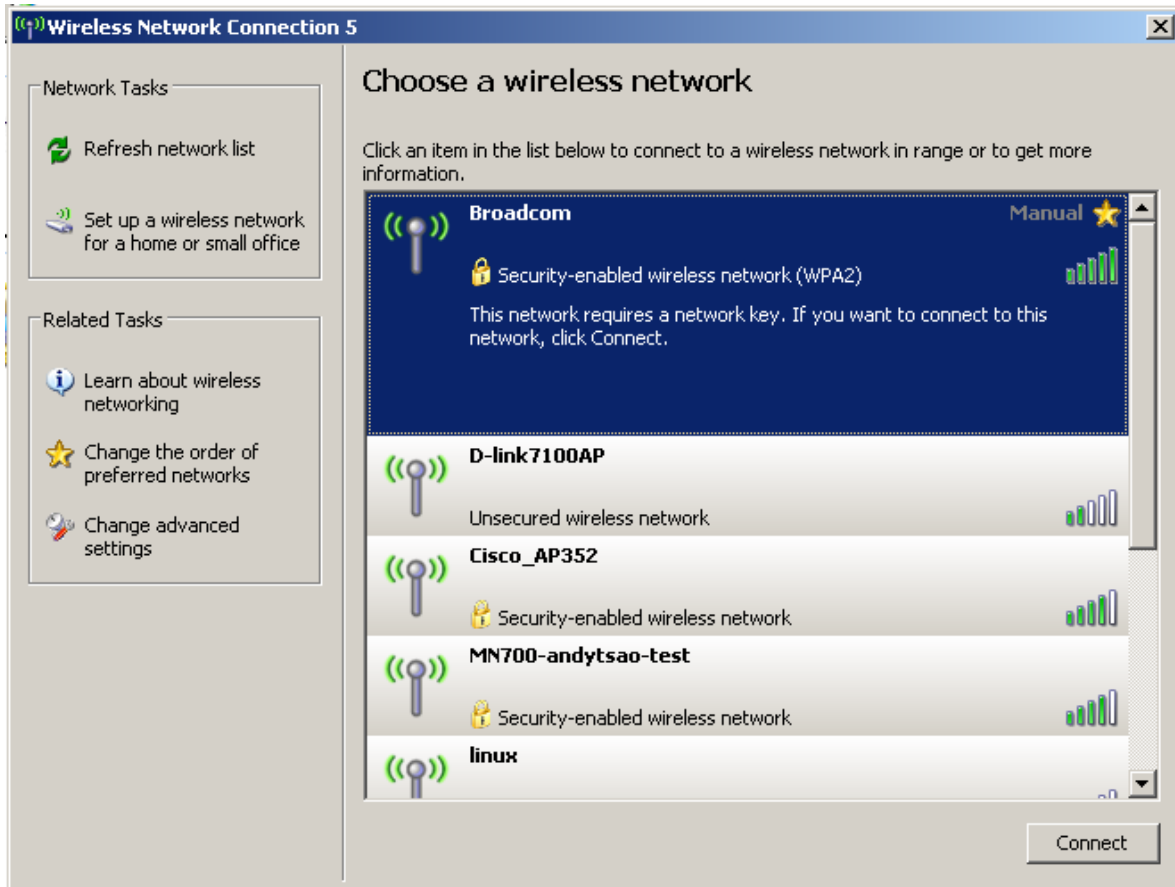 Wireless Network Connection 5
Network Tasks
Refresh network list
Set up a wireless network
for a home or small office
Related Tasks
Learn about wireless
networking
Change the order of
preferred networks
Change advanced
settings
Choose a wireless network
Click an item in the list below to connect to a wireless network in range or to get more
information.
Broadcom
Manual
Security-enabled wireless network (WPA2)
This network requires a network key. If you want to connect to this
network, click Connect.
D-link7100AP
Unsecured wireless network
Cisco_AP352
Security-enabled wireless network
MN700-andytsao-test
Security-enabled wireless network
linux
Connect